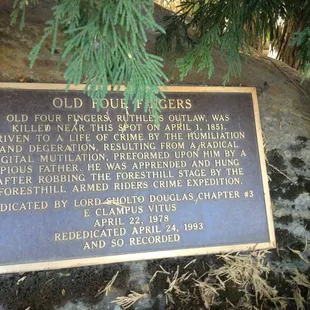 OLD FOUR FINGERS
OLD FOUR FINGERS, RUTHLESS OUTLAW, WAS
KILLED NEAR THIS SPOT ON APRIL 1, 1851.
DRIVEN TO A LIFE OF CRIME BY THE HUMILIATION
AND DEGERATION, RESULTING FROM A RADICAL
DIGITAL MUTILATION, PREFORMED UPON HIM BY A
PIOUS FATHER. HE WAS APPRENDED AND HUNG
AFTER ROBBING THE FORESTHILL STAGE BY THE
FORESTHILL ARMED RIDERS CRIME EXPEDITION.
DEDICATED BY LORD SHOLTO DOUGLAS, CHAPTER #3
E CLAMPUS VITUS
APRIL 22, 1978
REDEDICATED APRIL 24, 1993
AND SO RECORDED